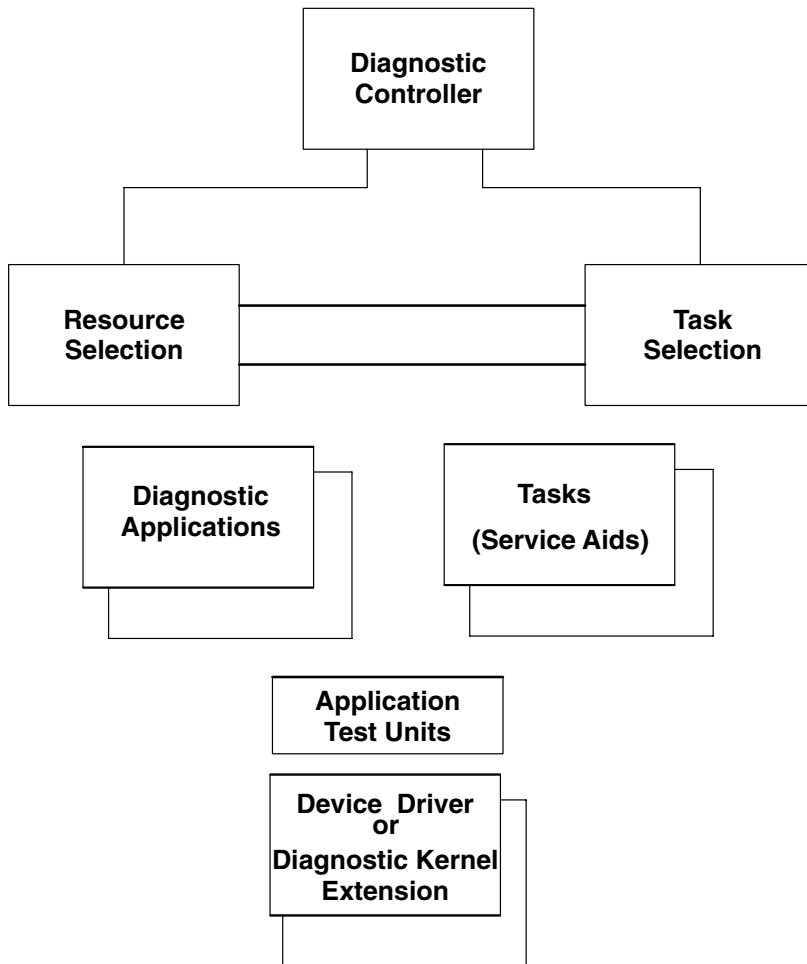 Diagnostic
Controller
Resource
Selection
Task
Selection
Diagnostic
Applications
Tasks
(Service Aids)
Application
Test Units
Device Driver
or
Diagnostic Kernel
Extension